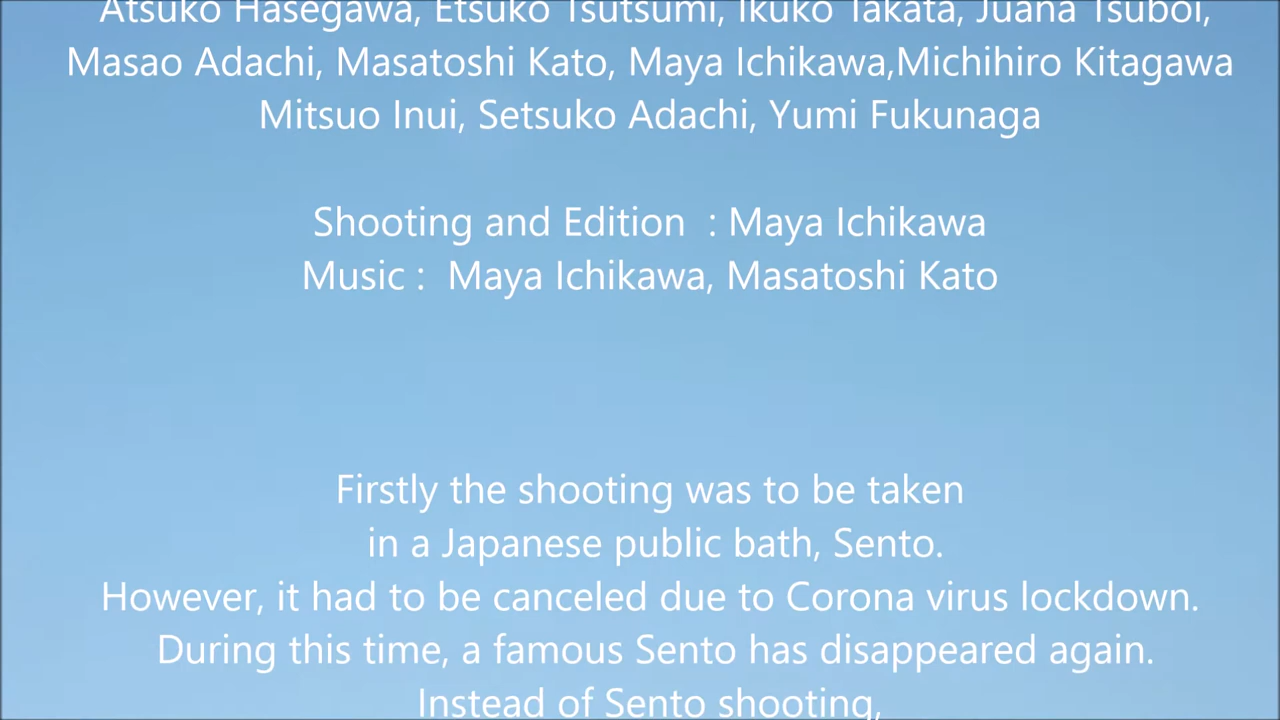 Atsuko Hasegawa, Etsuko Tsutsumi, Ikuko Takata, Juana Tsuboi,
Masao Adachi, Masatoshi Kato, Maya Ichikawa,Michihiro Kitagawa
Mitsuo Inui, Setsuko Adachi, Yumi Fukunaga
Shooting and Edition : Maya Ichikawa
Music : Maya Ichikawa, Masatoshi Kato
Firstly the shooting was to be taken
in a Japanese public bath, Sento.
However, it had to be canceled due to Corona virus lockdown.
During this time, a famous Sento has disappeared again.
Instead of Sento shooting,